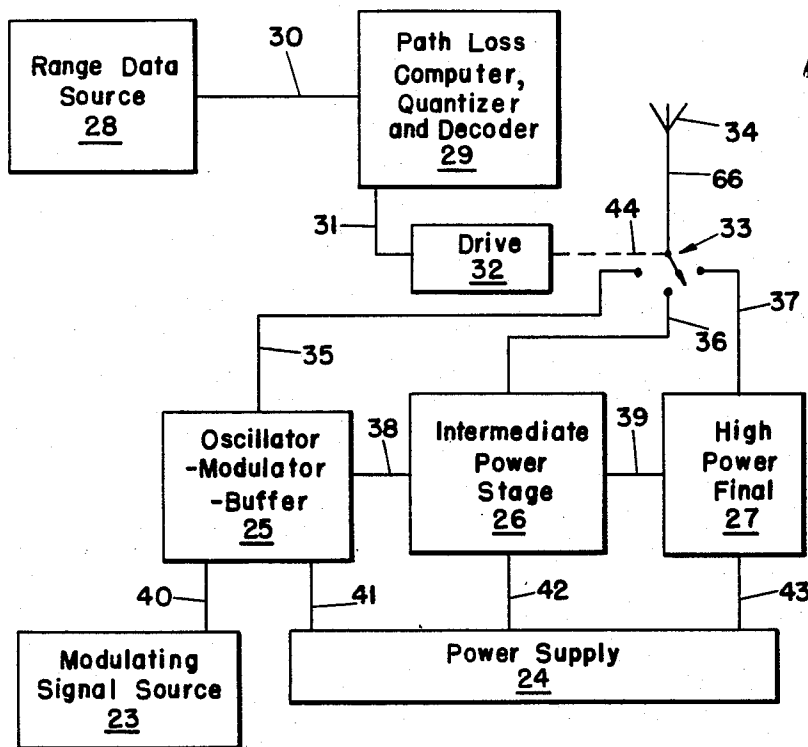 Range Data
Source
28
30
Path Loss
Computer,
Quantizer
and Decoder
29
34
66
31
Drive
32
44
33
37
36
35
Oscillator
-Modulator
-Buffer
25
38
Intermediate
Power
Stage
26
39
High
Power
Final
27
40
41
42
43
Modulating
Signal Source
23
Power Supply
24